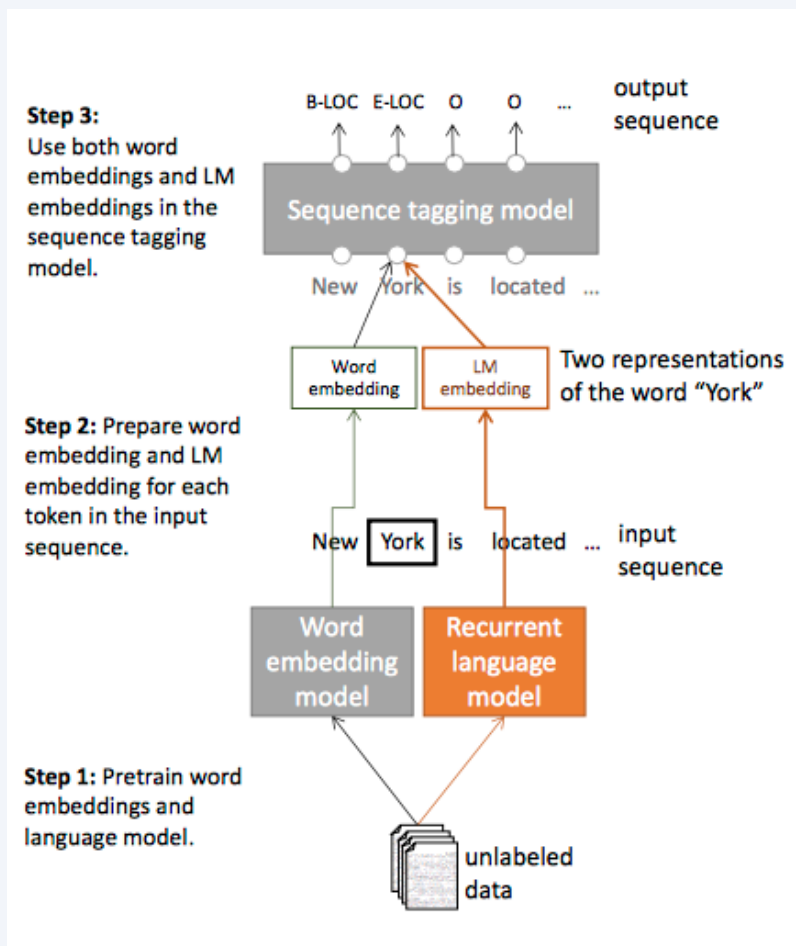 B-LOC E-LOC O O ...
output
sequence
Step 3:
Use both word
embeddings and LM
embeddings in the
sequence tagging
model.
Sequence tagging model
New York is located ...
Word
embedding
LM
embedding
Two representations
of the word “York”
Step 2: Prepare word
embedding and LM
embedding for each
token in the input
sequence.
New York is located ...
input
sequence
Word
embedding
model
Recurrent
language
model
Step 1: Pretrain word
embeddings and
language model.
unlabeled
data